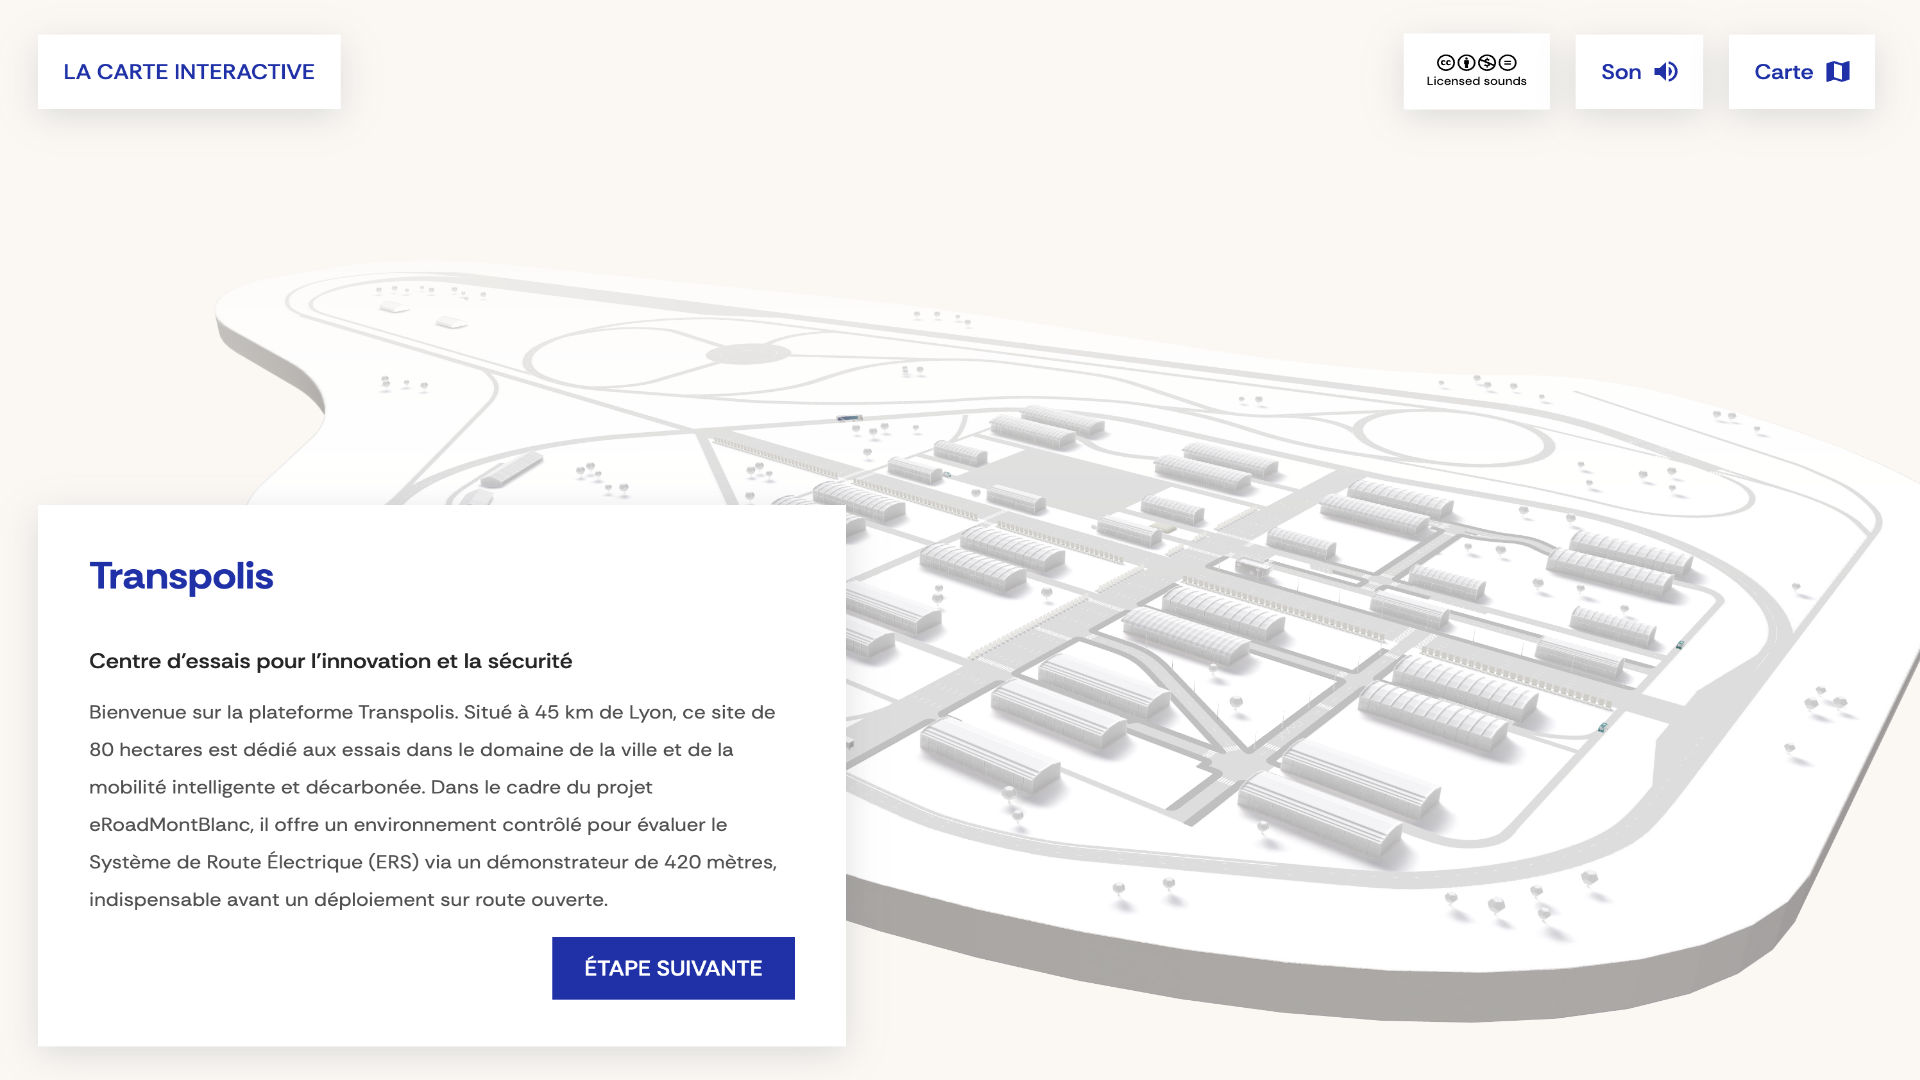 LA CARTE INTERACTIVE
Licensed sounds
Son
Carte
Transpolis
Centre d’essais pour l’innovation et la sécurité
Bienvenue sur la plateforme Transpolis. Situé à 45 km de Lyon, ce site de
80 hectares est dédié aux essais dans le domaine de la ville et de la
mobilité intelligente et décarbonée. Dans le cadre du projet
eRoadMontBlanc, il offre un environnement contrôlé pour évaluer le
Système de Route Électrique (ERS) via un démonstrateur de 420 mètres,
indispensable avant un déploiement sur route ouverte.
ÉTAPE SUIVANTE